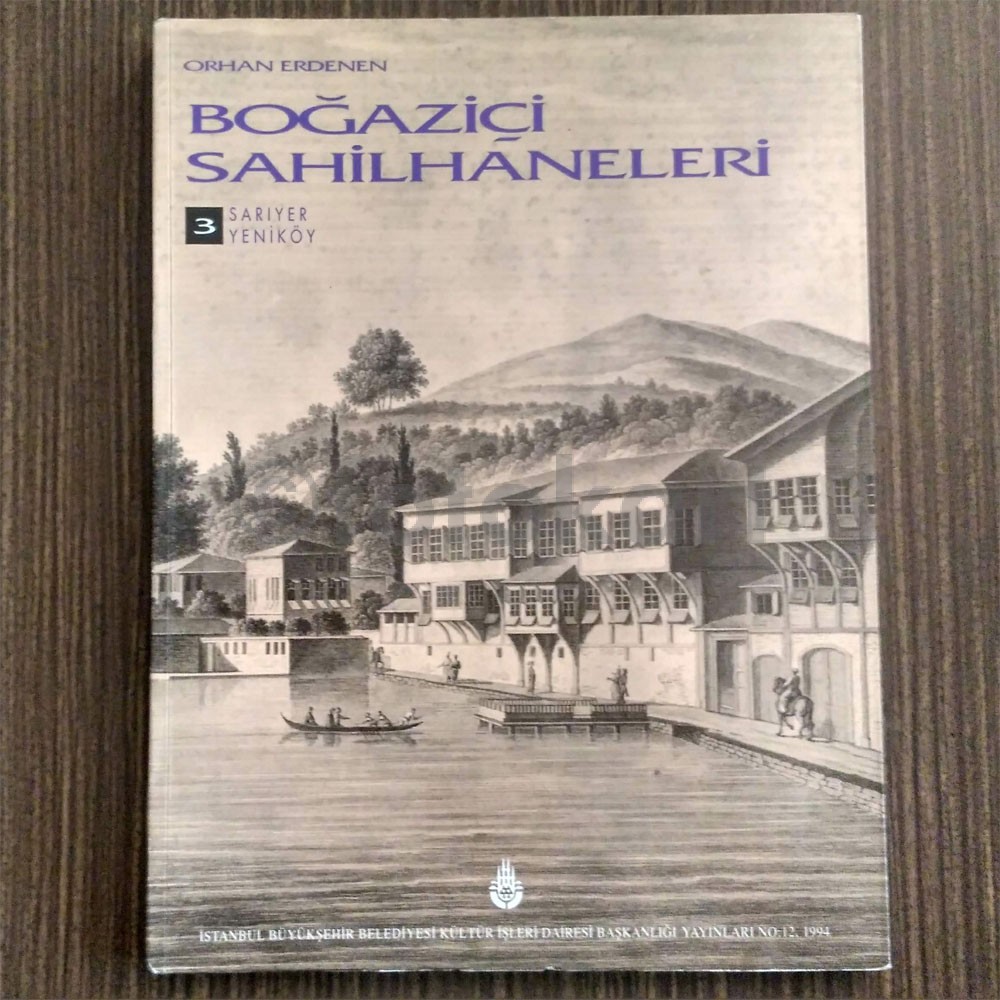 ORHAN ERDENEN
BOĞAZİÇİ
SAHİLHANELERİ
3 SARIYER
YENİKÖY
İSTANBUL BÜYÜKŞEHİR BELEDİYESİ KÜLTÜR İŞLERİ DAİRESİ BAŞKANLIĞI YAYINLARI NO:12, 1994